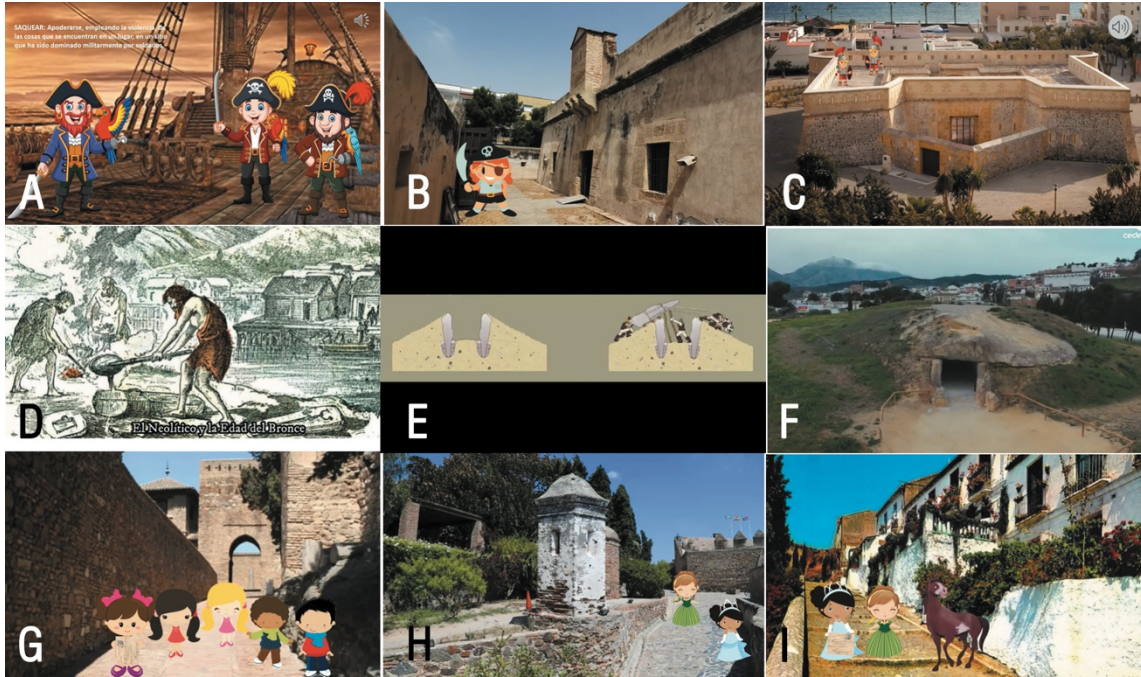 SAQUEAR: Apoderarse, empleando la violencia, de
las cosas que se encuentran en un lugar, en un sitio
que ha sido dominado militarmente por soldados.
A
B
C
D
El Neolítico y la Edad del Bronce
E
F
G
H
I